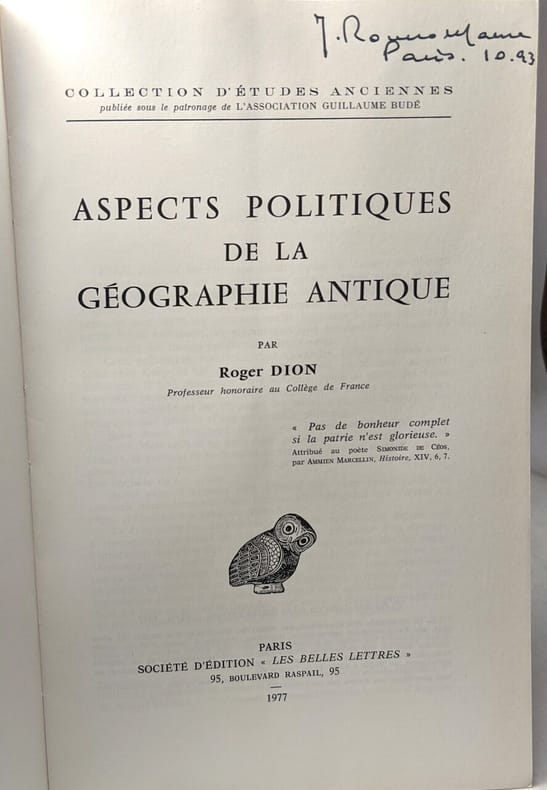 Paris. 10.93
COLLECTION D'ÉTUDES ANCIENNES
publiée sous le patronage de L'ASSOCIATION GUILLAUME BUDÉ
ASPECTS POLITIQUES
DE LA
GÉOGRAPHIE ANTIQUE
PAR
Roger DION
Professeur honoraire au Collège de France
« Pas de bonheur complet
si la patrie n'est glorieuse. »
Attribué au poète SIMONIDE DE CÉOS,
par AMMIEN MARCELLIN, Histoire, XIV, 6, 7.
PARIS
SOCIÉTÉ D'ÉDITION « LES BELLES LETTRES »
95, BOULEVARD RASPAIL, 95
1977